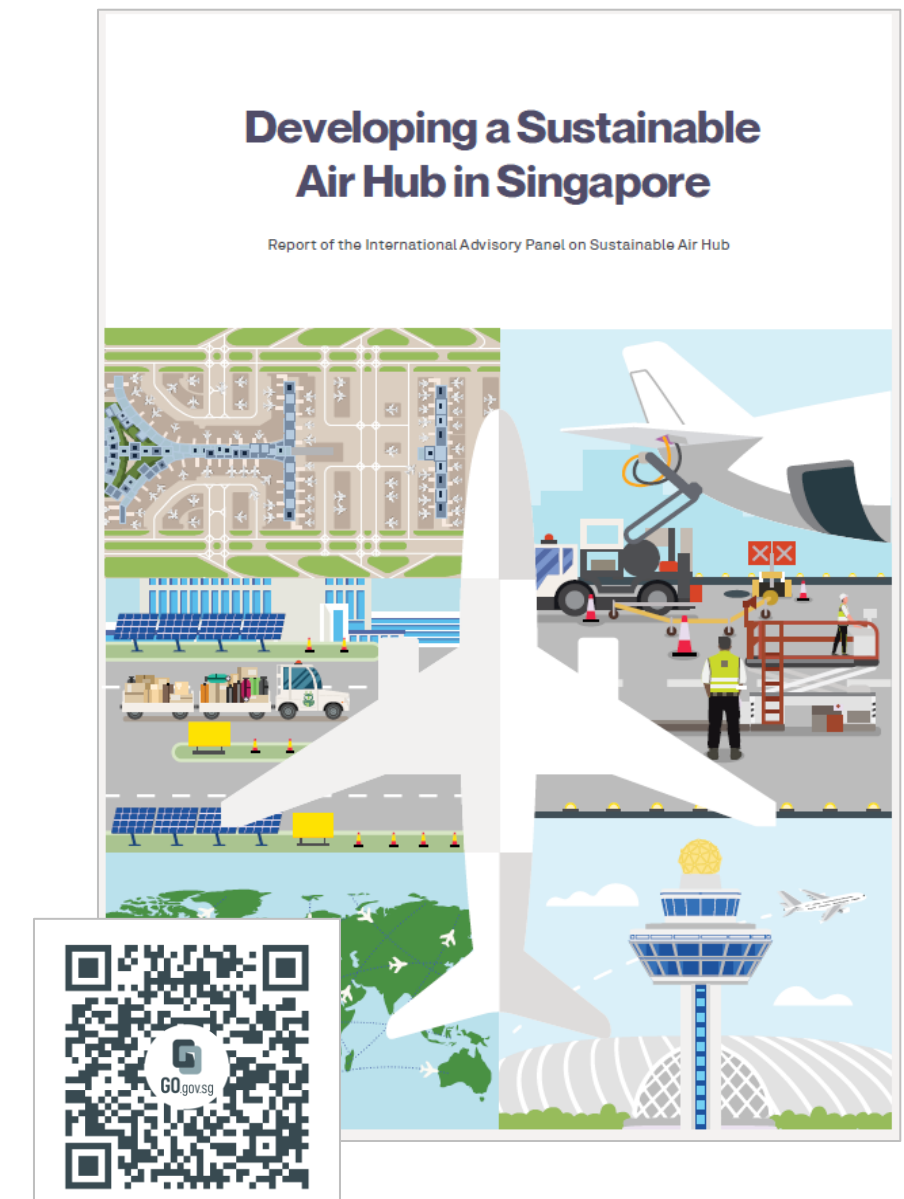 Developing a Sustainable
Air Hub in Singapore
Report of the International Advisory Panel on Sustainable Air Hub
GO.gov.sg